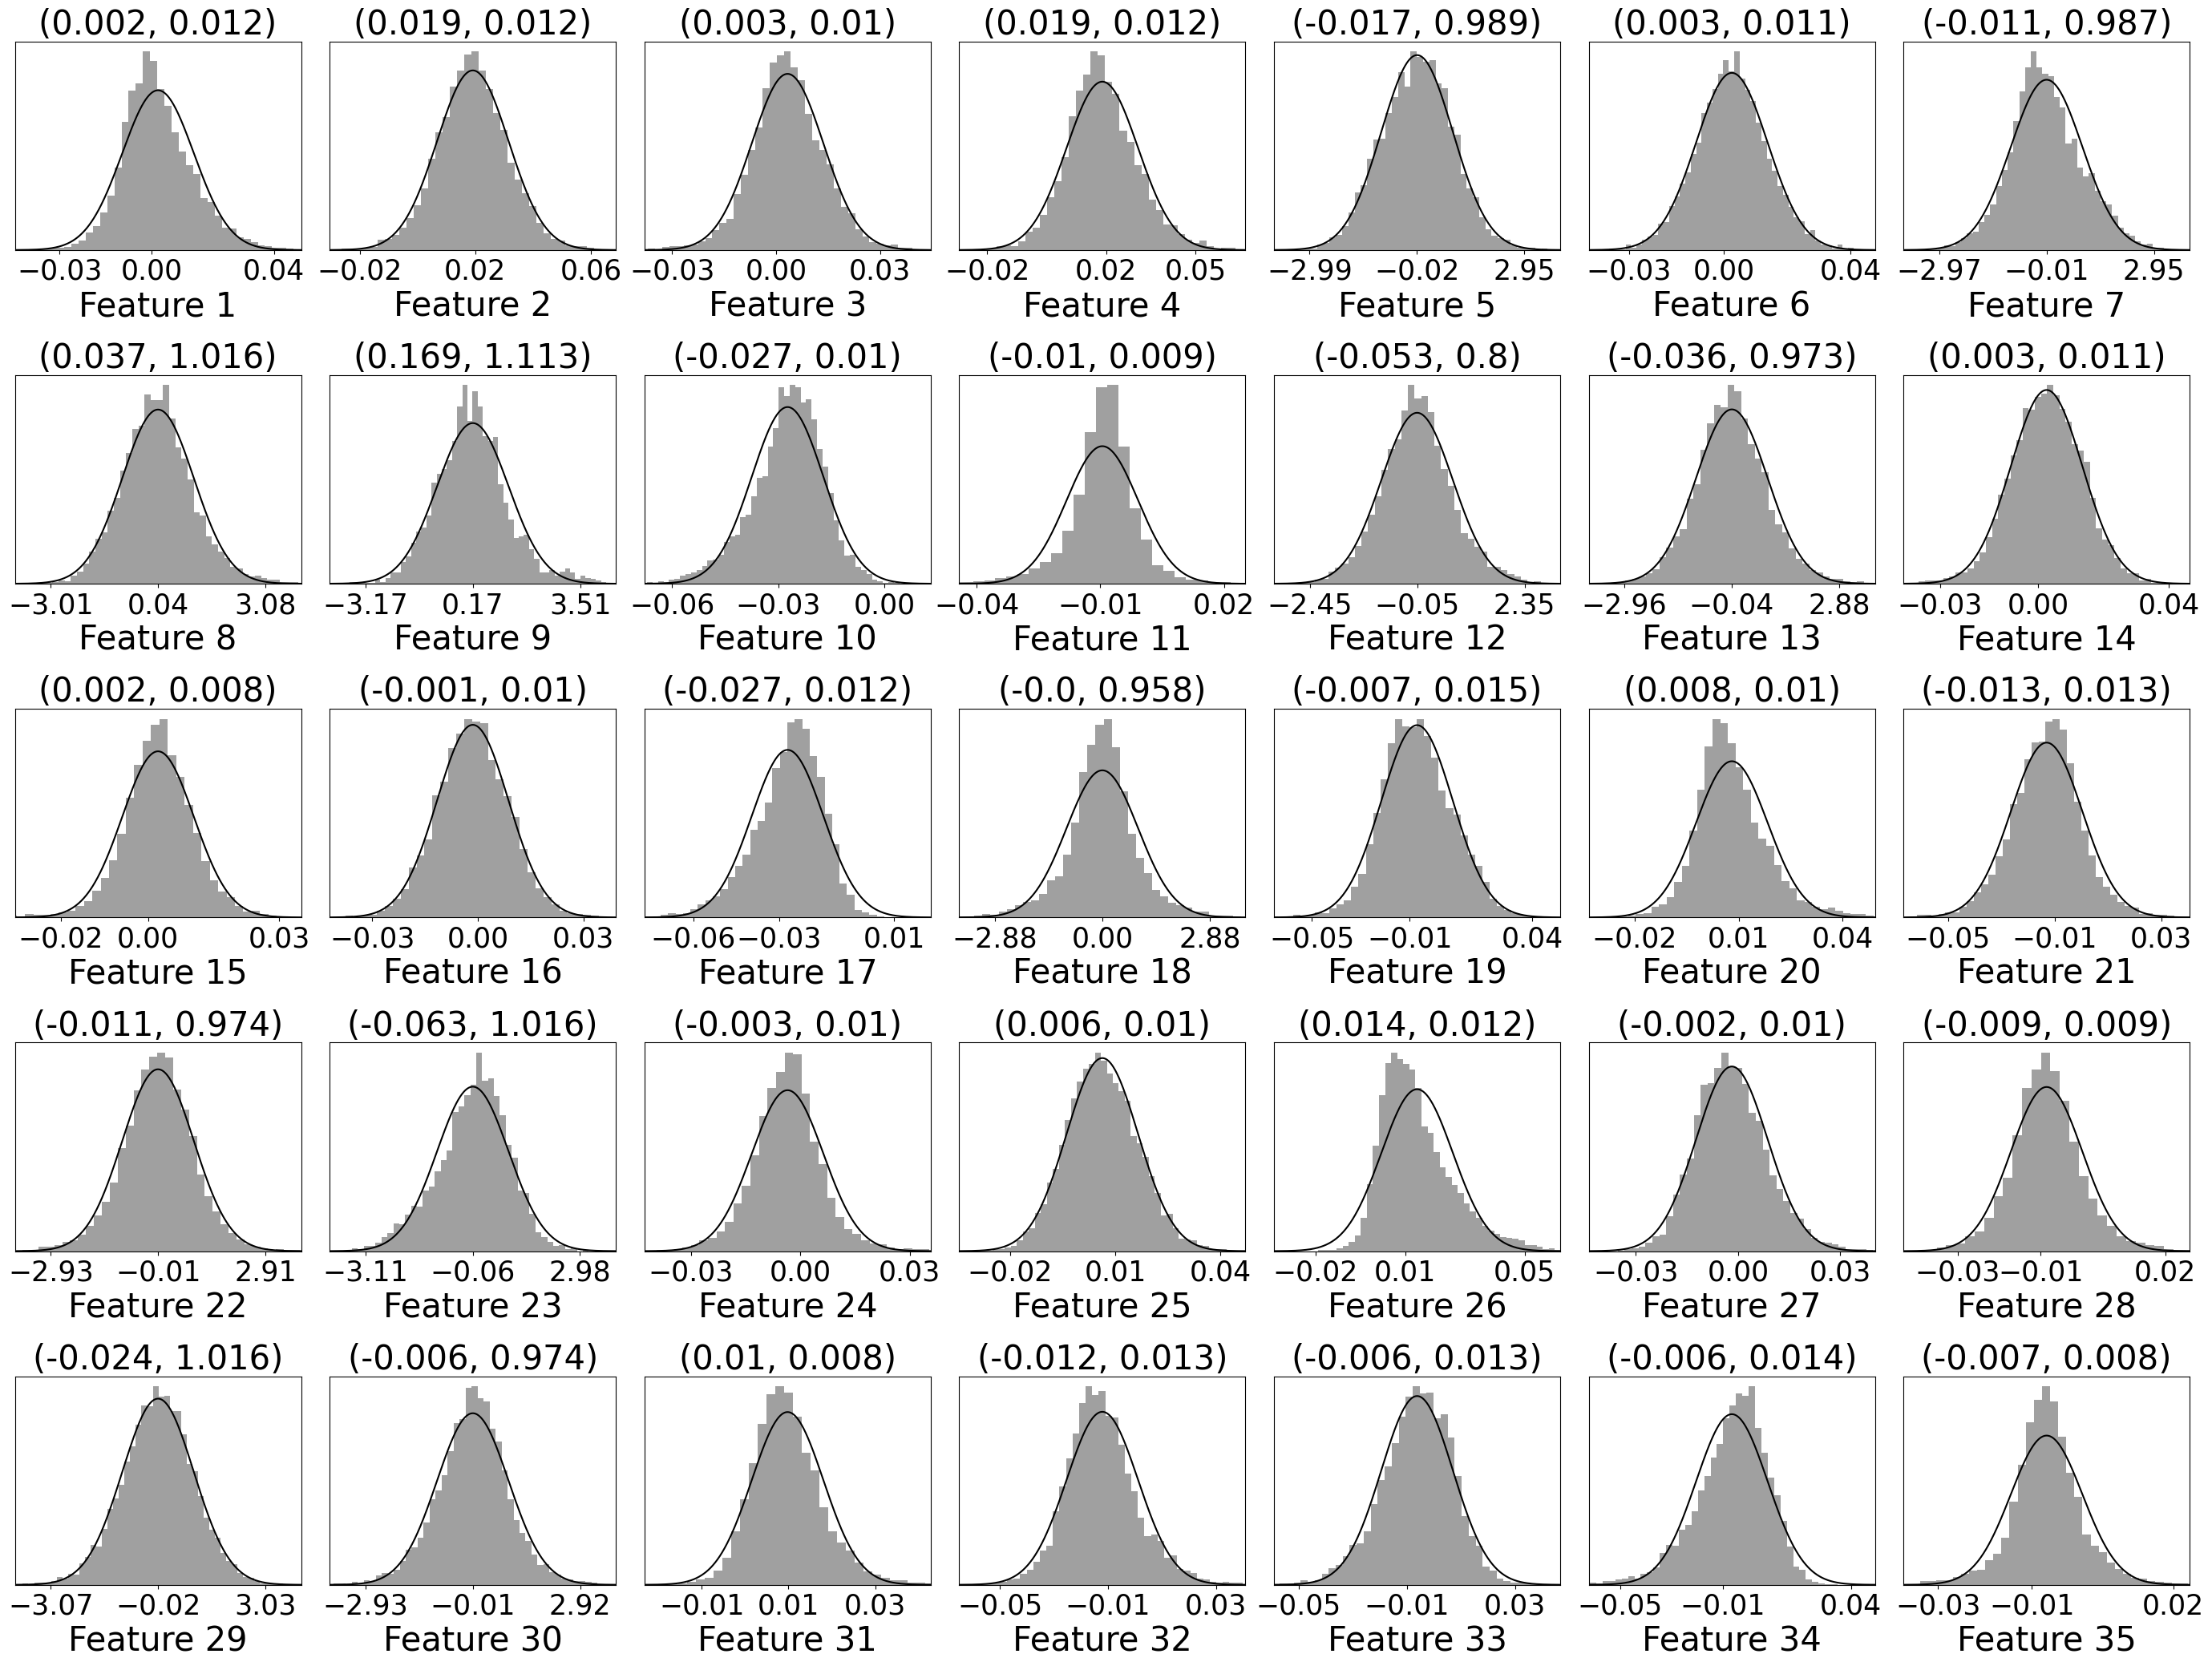 (0.002, 0.012) (0.019, 0.012) (0.003, 0.01) (0.019, 0.012) (-0.017, 0.989) (0.003, 0.011) (-0.011, 0.987)
−0.03 0.00 0.04 −0.02 0.02 0.06 −0.03 0.00 0.03 −0.02 0.02 0.05 −2.99 −0.02 2.95 −0.03 0.00 0.04 −2.97 −0.01 2.95
Feature 1 Feature 2 Feature 3 Feature 4 Feature 5 Feature 6 Feature 7
(0.037, 1.016) (0.169, 1.113) (-0.027, 0.01) (-0.01, 0.009) (-0.053, 0.8) (-0.036, 0.973) (0.003, 0.011)
−3.01 0.04 3.08 −3.17 0.17 3.51 −0.06 −0.03 0.00 −0.04 −0.01 0.02 −2.45 −0.05 2.35 −2.96 −0.04 2.88 −0.03 0.00 0.04
Feature 8 Feature 9 Feature 10 Feature 11 Feature 12 Feature 13 Feature 14
(0.002, 0.008) (-0.001, 0.01) (-0.027, 0.012) (-0.0, 0.958) (-0.007, 0.015) (0.008, 0.01) (-0.013, 0.013)
−0.02 0.00 0.03 −0.03 0.00 0.03 −0.06 −0.03 0.01 −2.88 0.00 2.88 −0.05 −0.01 0.04 −0.02 0.01 0.04 −0.05 −0.01 0.03
Feature 15 Feature 16 Feature 17 Feature 18 Feature 19 Feature 20 Feature 21
(-0.011, 0.974) (-0.063, 1.016) (-0.003, 0.01) (0.006, 0.01) (0.014, 0.012) (-0.002, 0.01) (-0.009, 0.009)
−2.93 −0.01 2.91 −3.11 −0.06 2.98 −0.03 0.00 0.03 −0.02 0.01 0.04 −0.02 0.01 0.05 −0.03 0.00 0.03 −0.03 −0.01 0.02
Feature 22 Feature 23 Feature 24 Feature 25 Feature 26 Feature 27 Feature 28
(-0.024, 1.016) (-0.006, 0.974) (0.01, 0.008) (-0.012, 0.013) (-0.006, 0.013) (-0.006, 0.014) (-0.007, 0.008)
−3.07 −0.02 3.03 −2.93 −0.01 2.92 −0.01 0.01 0.03 −0.05 −0.01 0.03 −0.05 −0.01 0.03 −0.05 −0.01 0.04 −0.03 −0.01 0.02
Feature 29 Feature 30 Feature 31 Feature 32 Feature 33 Feature 34 Feature 35